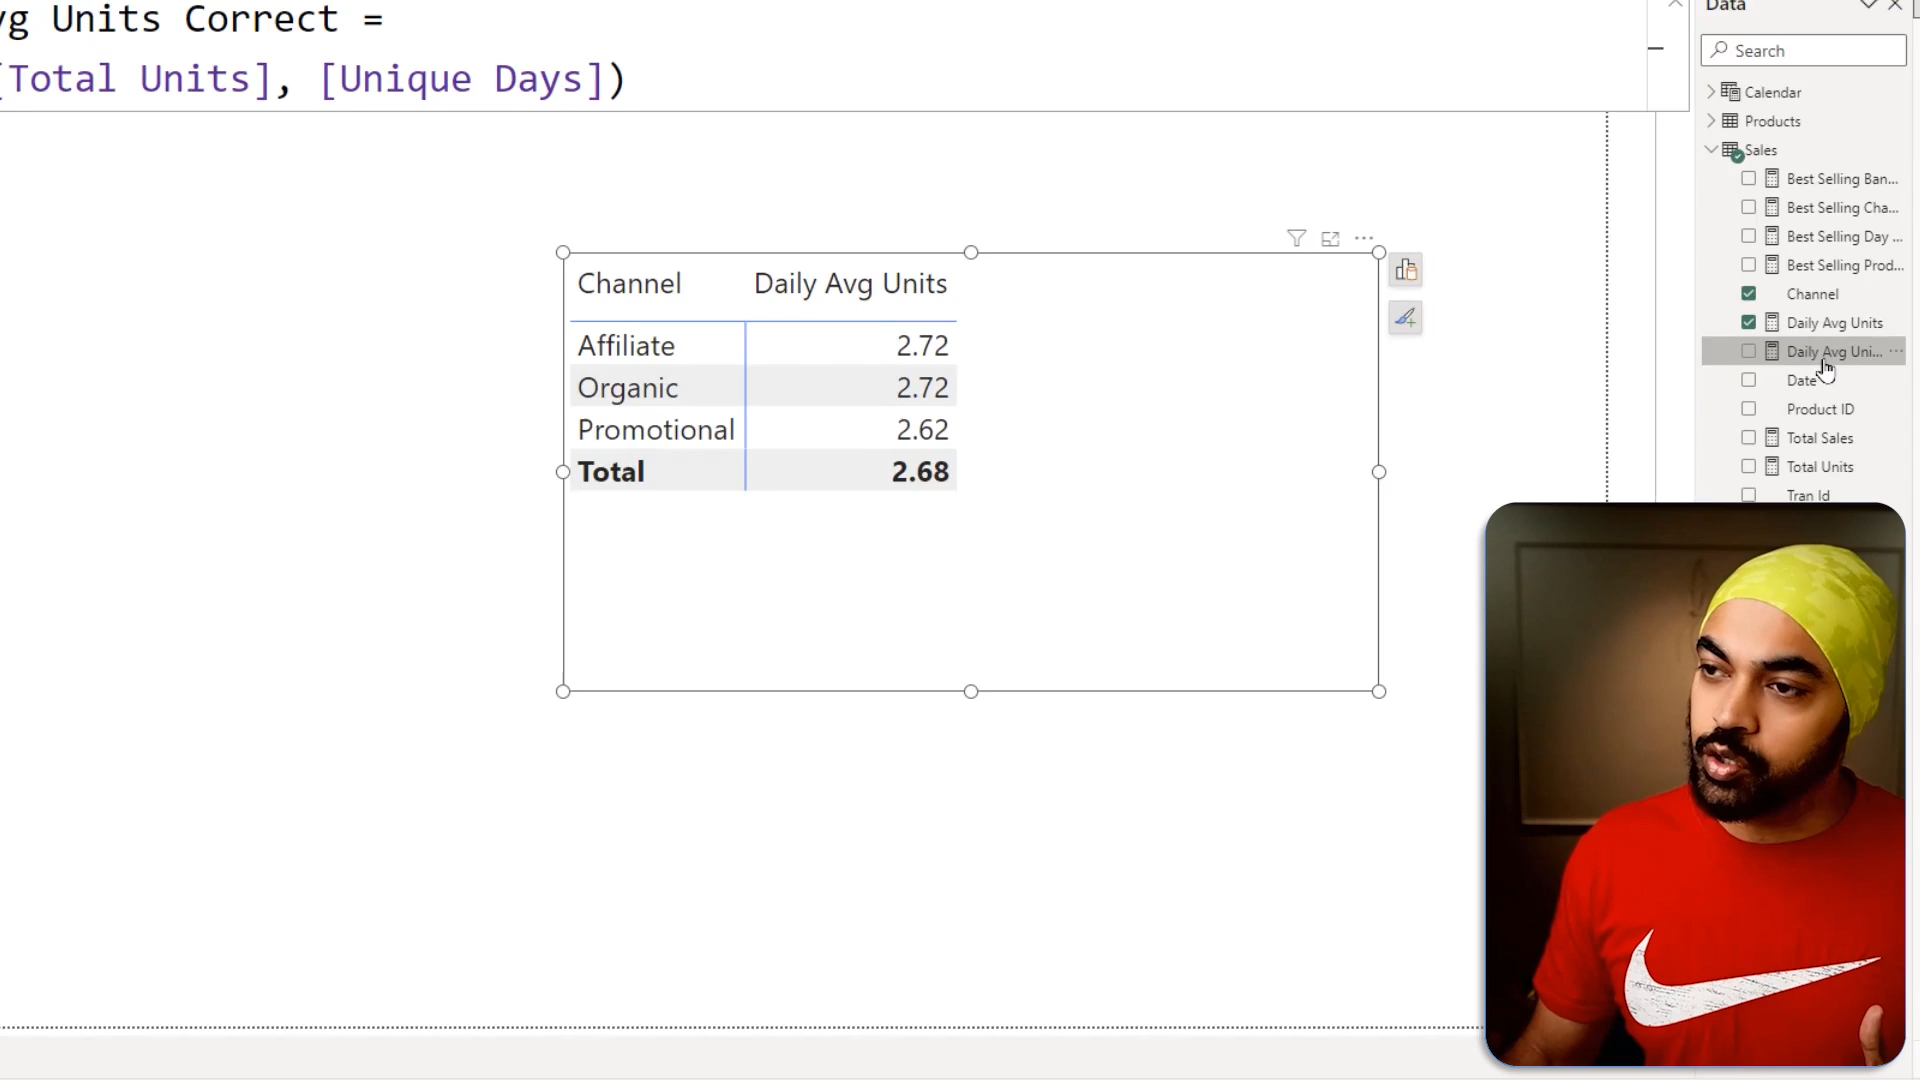 vg Units Correct =
[Total Units], [Unique Days])
Data
Search
Calendar
Products
Sales
Best Selling Ban...
Best Selling Cha...
Best Selling Day ...
Best Selling Prod...
Channel
Daily Avg Units
Daily Avg Uni... ...
Date
Product ID
Total Sales
Total Units
Tran Id
Channel Daily Avg Units
Affiliate 2.72
Organic 2.72
Promotional 2.62
Total 2.68